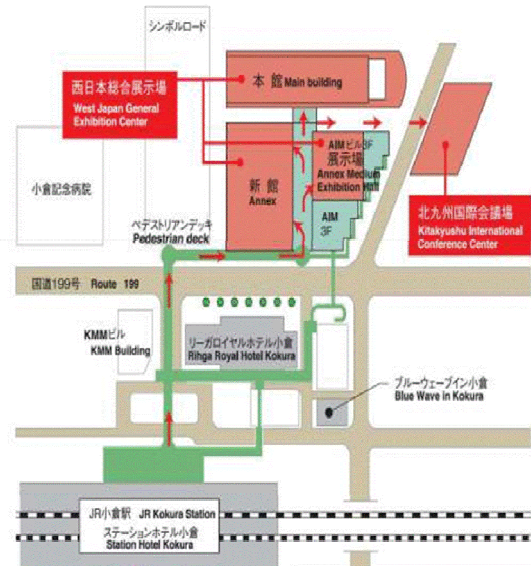 シンボルロード
本館 Main building
西日本総合展示場
West Japan General
Exhibition Center
AIMビル3F
展示場
Annex Medium
Exhibition Hall
新館
Annex
小倉記念病院
AIM
3F
北九州国際会議場
Kitakyushu International
Conference Center
ペデストリアンデッキ
Pedestrian deck
国道199号 Route 199
KMMビル
KMM Building
リーガロイヤルホテル小倉
Rihga Royal Hotel Kokura
ブルーウェーブイン小倉
Blue Wave in Kokura
JR小倉駅 JR Kokura Station
ステーションホテル小倉
Station Hotel Kokura